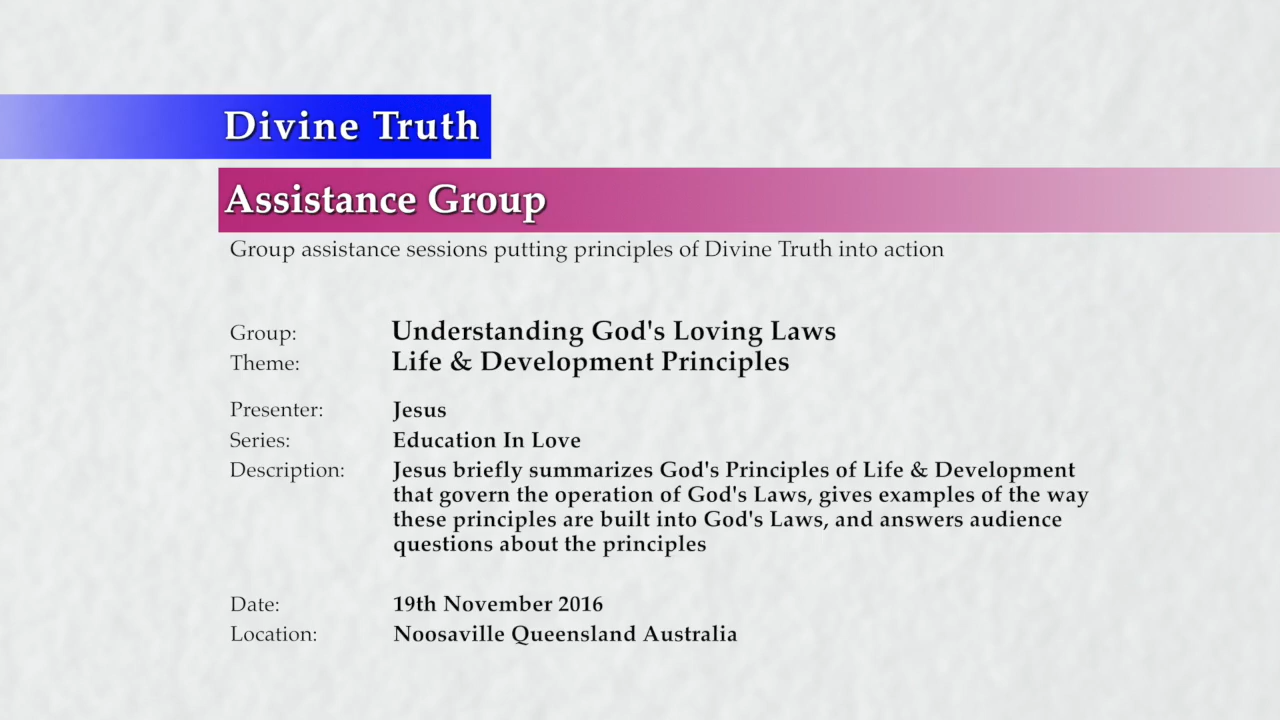 Divine Truth
Assistance Group
Group assistance sessions putting principles of Divine Truth into action
Group: Understanding God's Loving Laws
Theme: Life & Development Principles
Presenter: Jesus
Series: Education In Love
Description: Jesus briefly summarizes God's Principles of Life & Development
that govern the operation of God's Laws, gives examples of the way
these principles are built into God's Laws, and answers audience
questions about the principles
Date: 19th November 2016
Location: Noosaville Queensland Australia